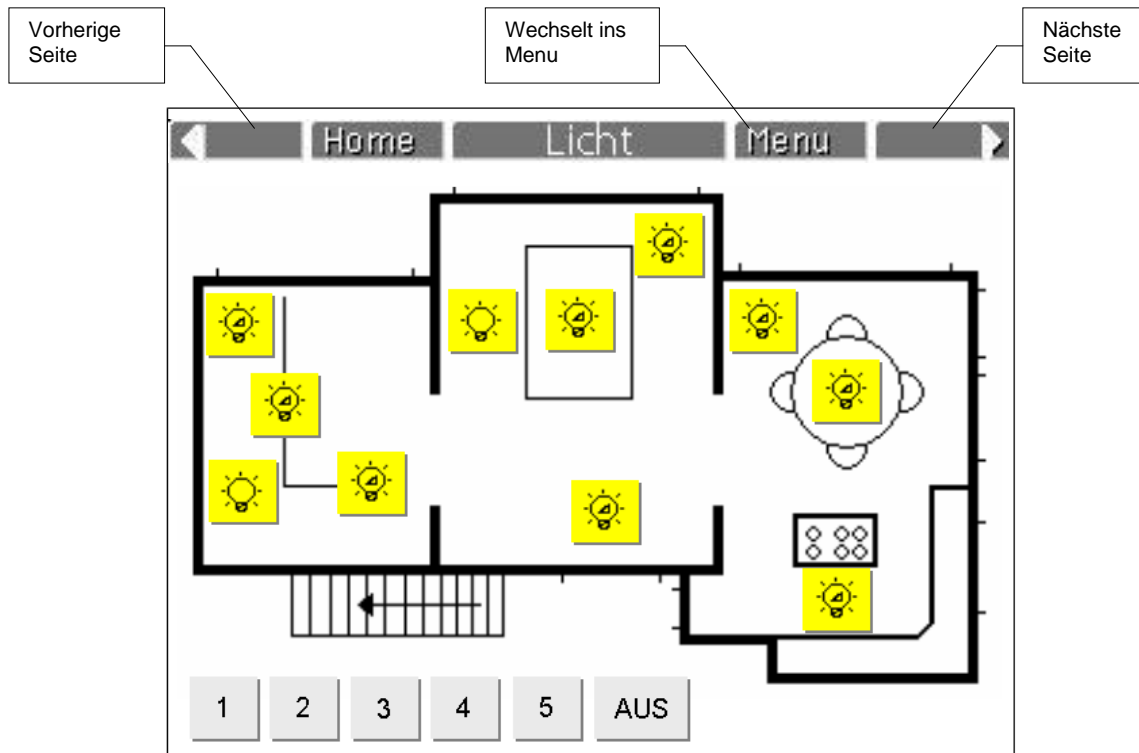 Vorherige
Seite
Wechselt ins
Menu
Nächste
Seite
Home
Licht
Menu
1
2
3
4
5
AUS